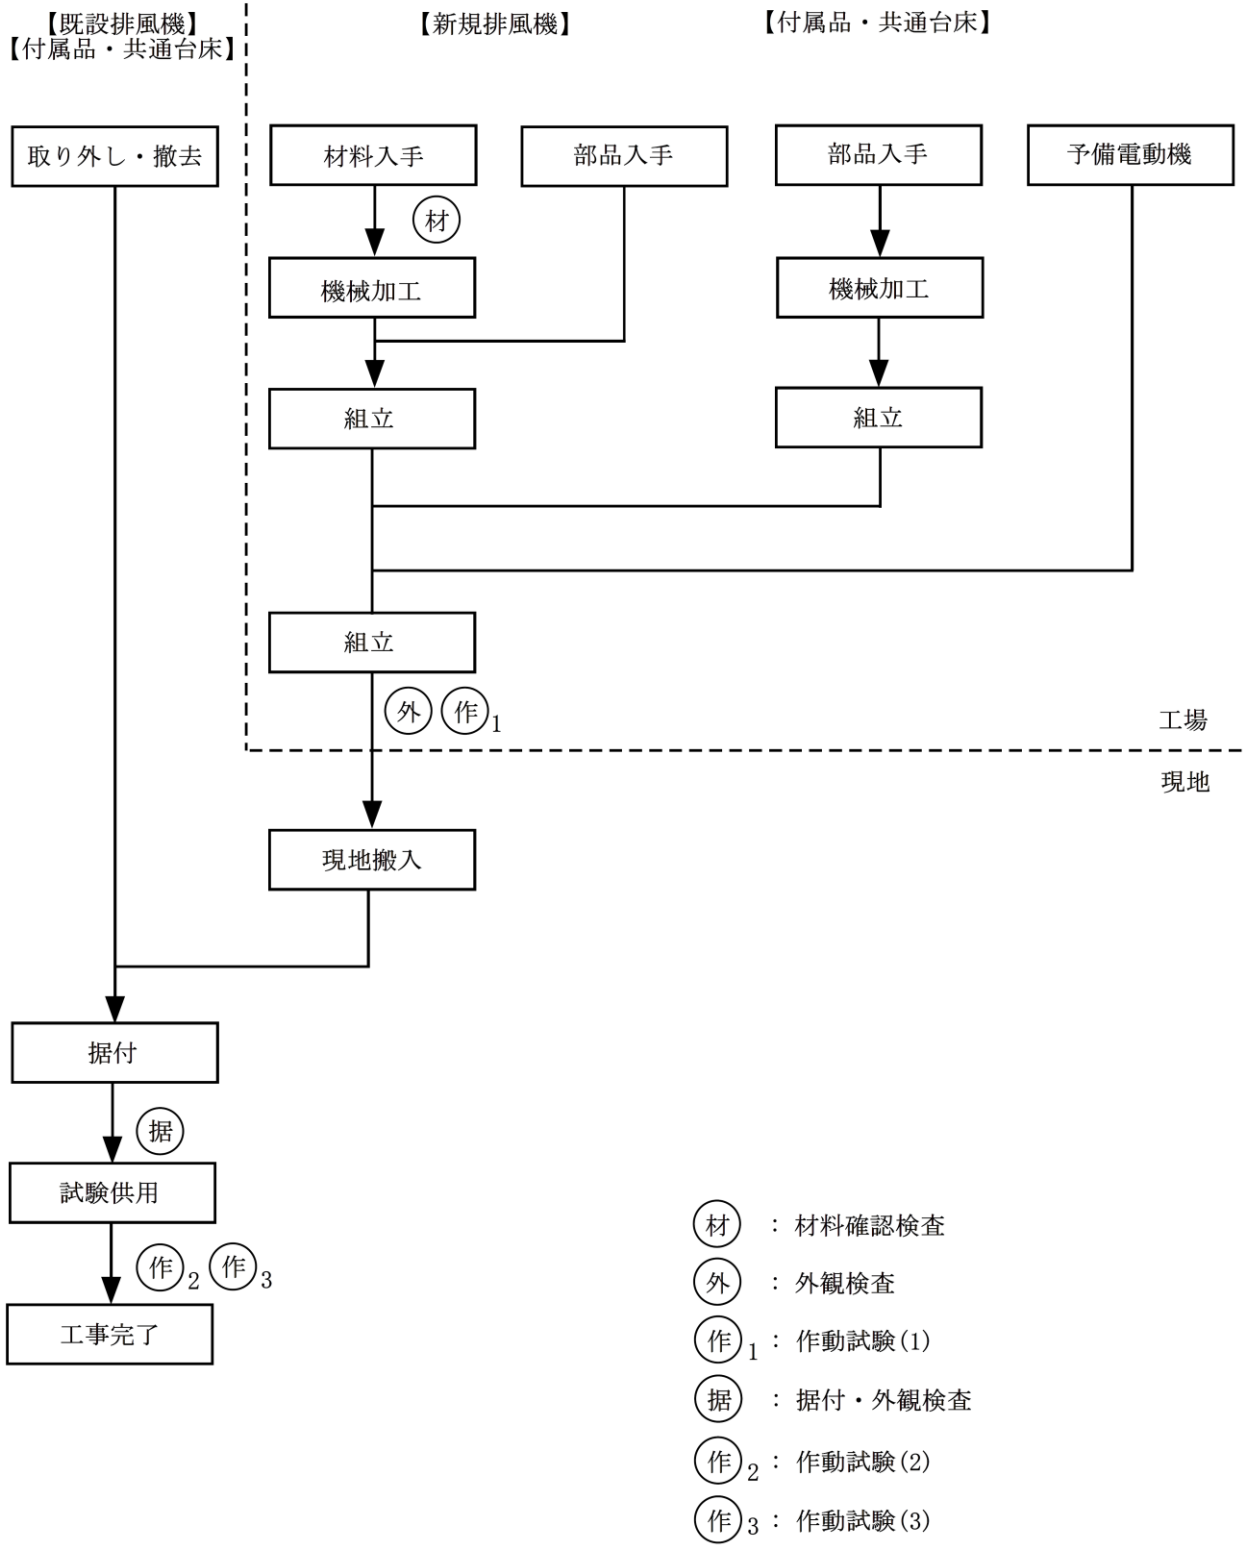 【既設排風機】
【付属品・共通台床】
【新規排風機】
【付属品・共通台床】
取り外し・撤去
材料入手
部品入手
部品入手
予備電動機
材
機械加工
機械加工
組立
組立
組立
外 作1
工場
現地
現地搬入
据付
据
試験供用
作2 作3
工事完了
材 : 材料確認検査
外 : 外観検査
作1 : 作動試験(1)
据 : 据付・外観検査
作2 : 作動試験(2)
作3 : 作動試験(3)